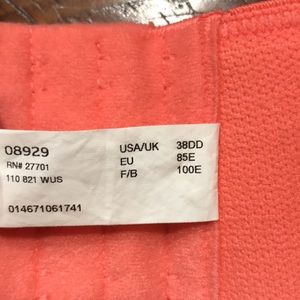 08929
RN# 27701
110 821 WUS
014671061741
USA/UK 38DD
EU 85E
F/B 100E